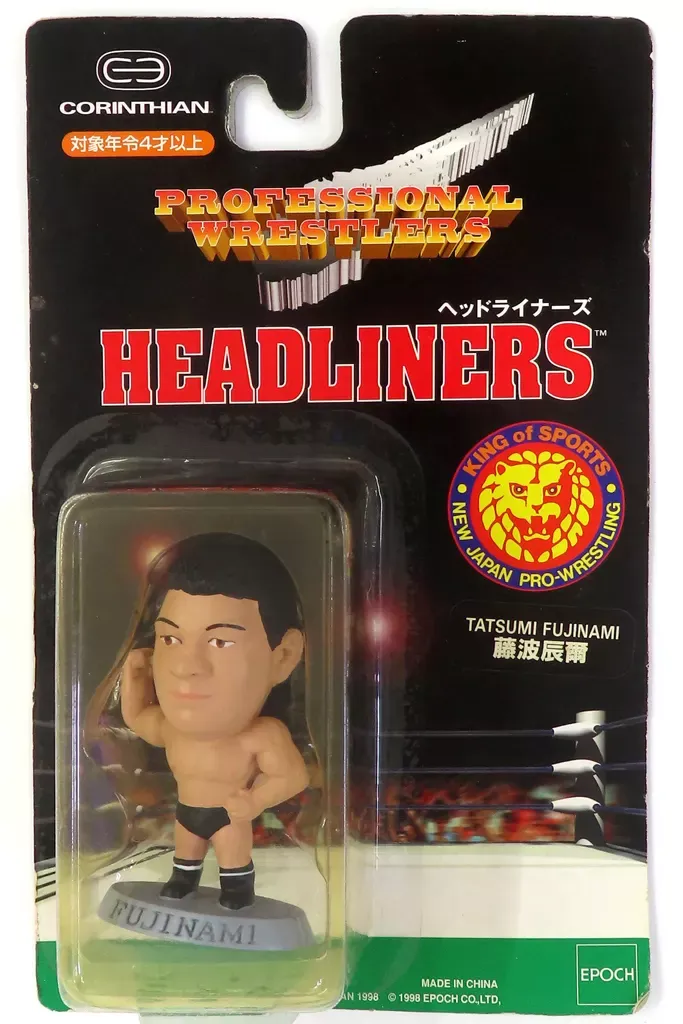 CORINTHIAN
対象年令4才以上
PROFESSIONAL
WRESTLERS
ヘッドライナーズ
HEADLINERS™
KING of SPORTS
NEW JAPAN PRO-WRESTLING
TATSUMI FUJINAMI
藤波辰爾
FUJINAMI
MADE IN CHINA
1998 © 1998 EPOCH CO.,LTD,
EPOCH